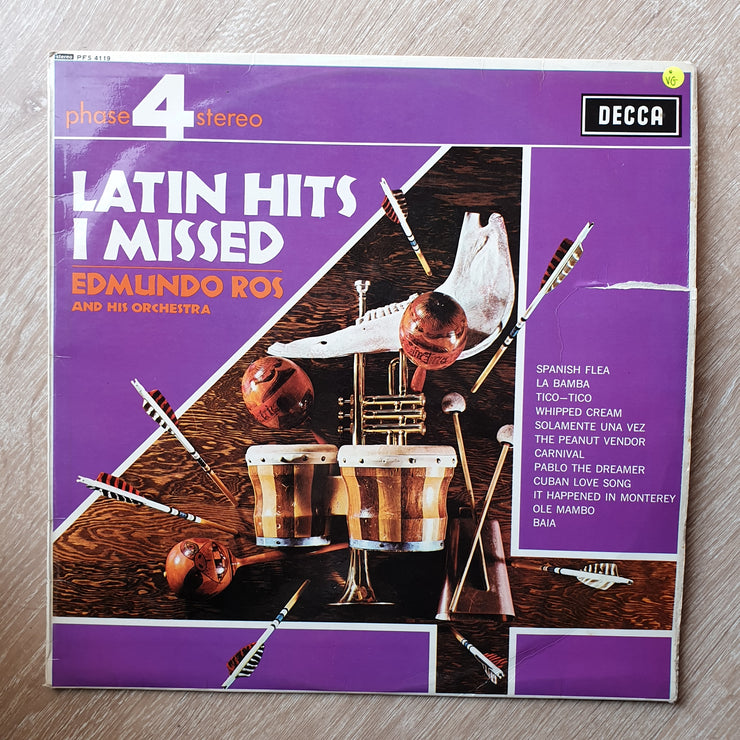 stereo PFS 4119
VG
phase 4 stereo
DECCA
LATIN HITS
I MISSED
EDMUNDO ROS
AND HIS ORCHESTRA
SPANISH FLEA
LA BAMBA
TICO-TICO
WHIPPED CREAM
SOLAMENTE UNA VEZ
THE PEANUT VENDOR
CARNIVAL
PABLO THE DREAMER
CUBAN LOVE SONG
IT HAPPENED IN MONTEREY
OLE MAMBO
BAIA